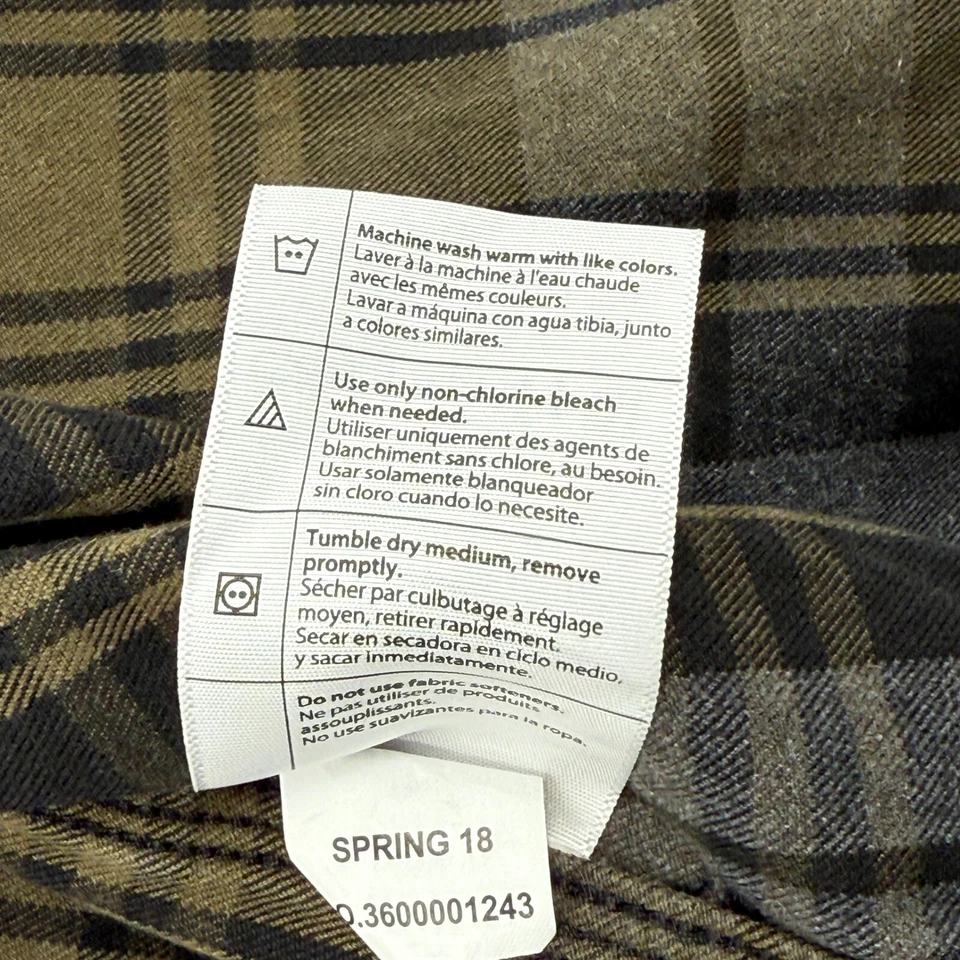 Machine wash warm with like colors.
Laver à la machine à l'eau chaude
avec les mêmes couleurs.
Lavar a máquina con agua tibia, junto
a colores similares.
Use only non-chlorine bleach
when needed.
Utiliser uniquement des agents de
blanchiment sans chlore, au besoin.
Usar solamente blanqueador
sin cloro cuando lo necesite.
Tumble dry medium, remove
promptly.
Sécher par culbutage à réglage
moyen, retirer rapidement.
Secar en secadora en ciclo medio,
y sacar inmediatamente.
Do not use fabric softeners.
Ne pas utiliser de produits
assouplissants.
No use suavizantes para la ropa.
SPRING 18
.3600001243